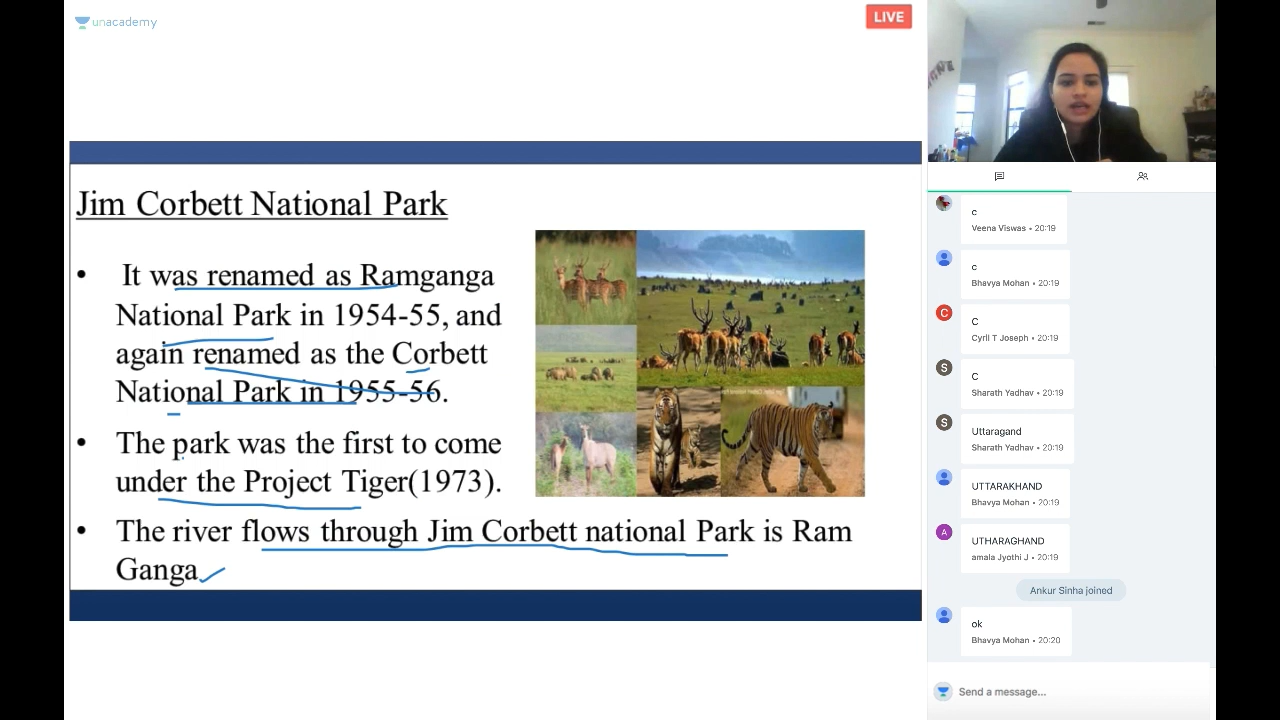 unacademy
LIVE
Jim Corbett National Park
• It was renamed as Ramganga
National Park in 1954-55, and
again renamed as the Corbett
National Park in 1955-56.
• The park was the first to come
under the Project Tiger(1973).
• The river flows through Jim Corbett national Park is Ram
Ganga
c
Veena Viswas • 20:19
c
Bhavya Mohan • 20:19
C
C
Cyril T Joseph • 20:19
S
C
Sharath Yadhav • 20:19
S
Uttaragand
Sharath Yadhav • 20:19
UTTARAKHAND
Bhavya Mohan • 20:19
A
UTHARAGHAND
amala Jyothi J • 20:19
Ankur Sinha joined
ok
Bhavya Mohan • 20:20
Send a message...